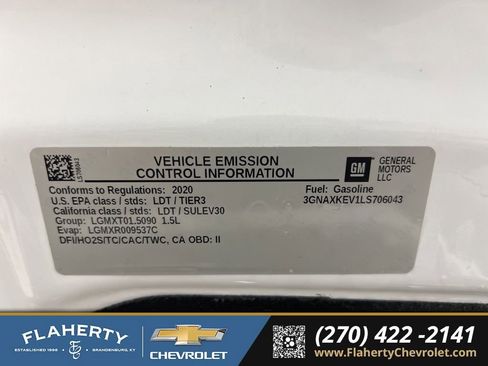 LS706043
VEHICLE EMISSION
CONTROL INFORMATION
GM
GENERAL
MOTORS
LLC
Conforms to Regulations: 2020
U.S. EPA class / stds: LDT / TIER3
California class / stds: LDT / SULEV30
Group: LGMXT01.5090 1.5L
Evap: LGMXR009537C
DFI/HO2S/TC/CAC/TWC, CA OBD: II
Fuel: Gasoline
3GNAXKEV1LS706043
FLAHERTY
ESTABLISHED 1996
BRANDENBURG, KY
CHEVROLET
(270) 422 -2141
www.FlahertyChevrolet.com